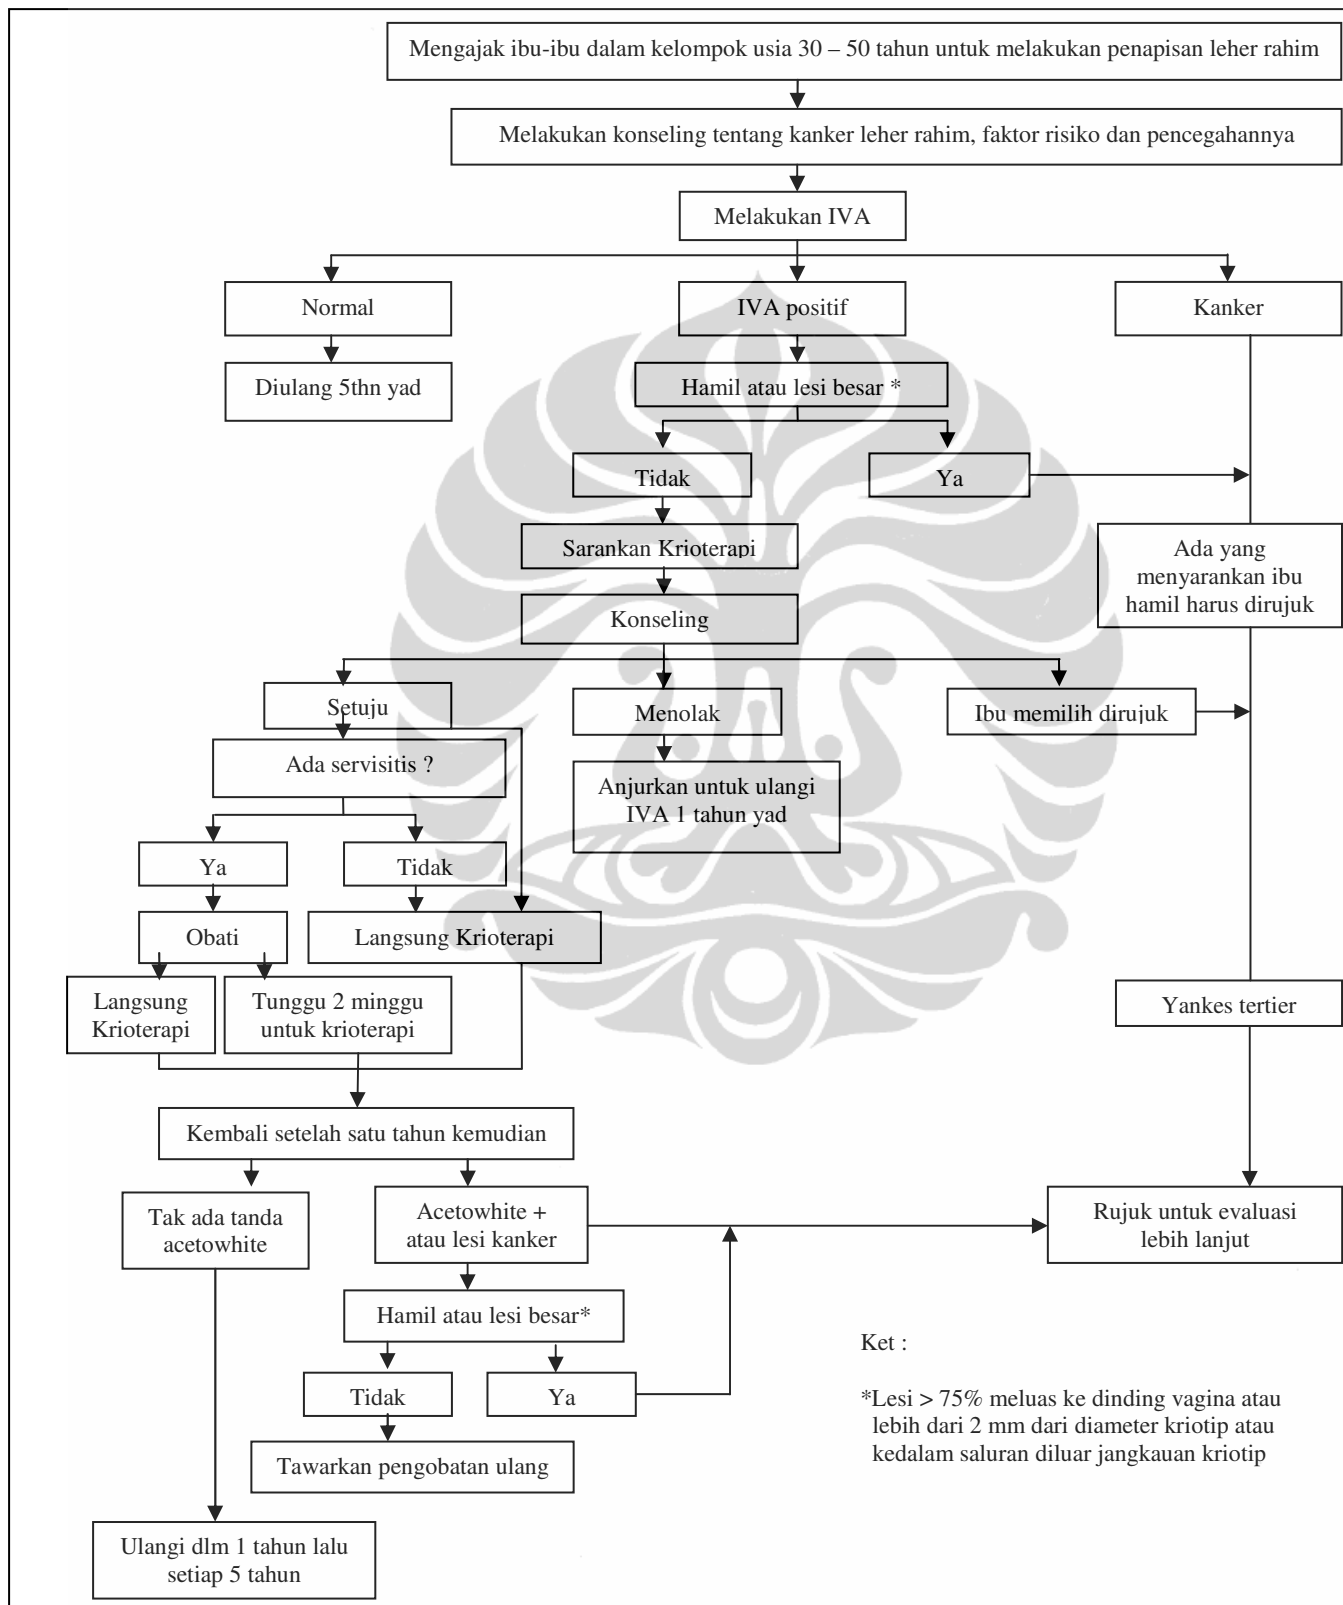 Mengajak ibu-ibu dalam kelompok usia 30 – 50 tahun untuk melakukan penapisan leher rahim
Melakukan konseling tentang kanker leher rahim, faktor risiko dan pencegahannya
Melakukan IVA
Normal
IVA positif
Kanker
Diulang 5thn yad
Hamil atau lesi besar *
Tidak
Ya
Sarankan Krioterapi
Ada yang
menyarankan ibu
hamil harus dirujuk
Konseling
Setuju
Menolak
Ibu memilih dirujuk
Ada servisitis ?
Anjurkan untuk ulangi
IVA 1 tahun yad
Ya
Tidak
Obati
Langsung Krioterapi
Langsung
Krioterapi
Tunggu 2 minggu
untuk krioterapi
Yankes tertier
Kembali setelah satu tahun kemudian
Tak ada tanda
acetowhite
Acetowhite +
atau lesi kanker
Rujuk untuk evaluasi
lebih lanjut
Hamil atau lesi besar*
Tidak
Ya
Tawarkan pengobatan ulang
Ket :
*Lesi > 75% meluas ke dinding vagina atau
lebih dari 2 mm dari diameter kriotip atau
kedalam saluran diluar jangkauan kriotip
Ulangi dlm 1 tahun lalu
setiap 5 tahun